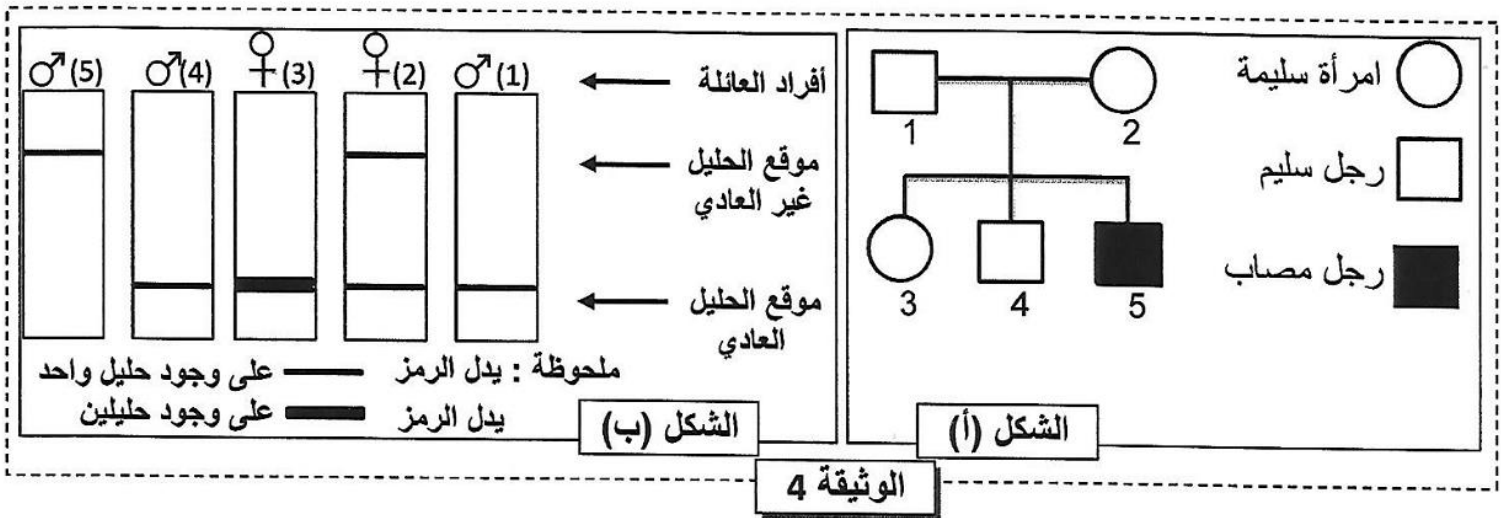 امرأة سليمة
رجل سليم
رجل مصاب
1
2
3
4
5
الشكل (أ)
♂(5) ♂(4) ♀(3) ♀(2) ♂(1)
أفراد العائلة
موقع الحليل
غير العادي
موقع الحليل
العادي
ملحوظة : يدل الرمز على وجود حليل واحد
يدل الرمز على وجود حليلين
الشكل (ب)
الوثيقة 4